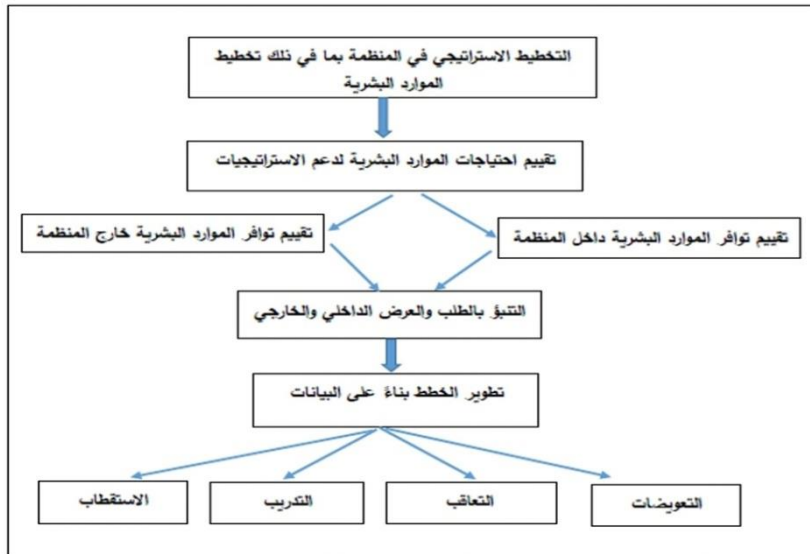 التخطيط الاستراتيجي في المنظمة بما في ذلك تخطيط
الموارد البشرية
تقييم احتياجات الموارد البشرية لدعم الاستراتيجيات
تقييم توافر الموارد البشرية داخل المنظمة
تقييم توافر الموارد البشرية خارج المنظمة
التنبؤ بالطلب والعرض الداخلي والخارجي
تطوير الخطط بناءً على البيانات
التعويضات
التعاقب
التدريب
الاستقطاب